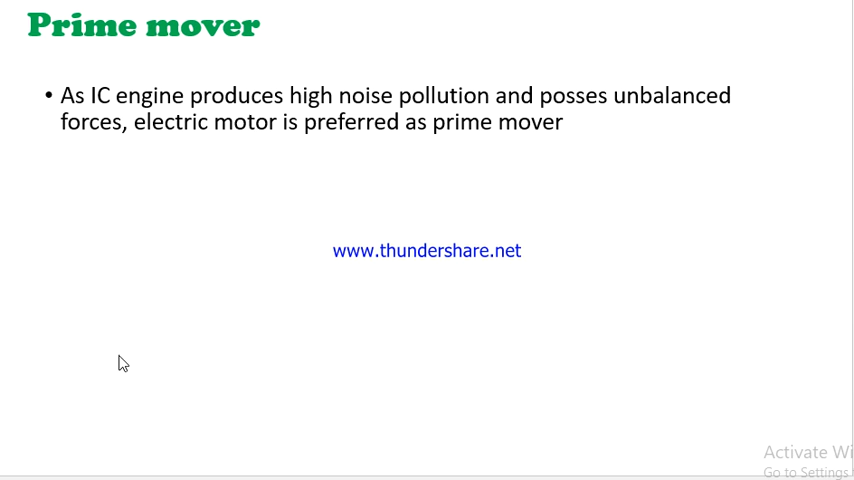 Prime mover
• As IC engine produces high noise pollution and posses unbalanced
forces, electric motor is preferred as prime mover
www.thundershare.net
Activate Wi
Go to Settings